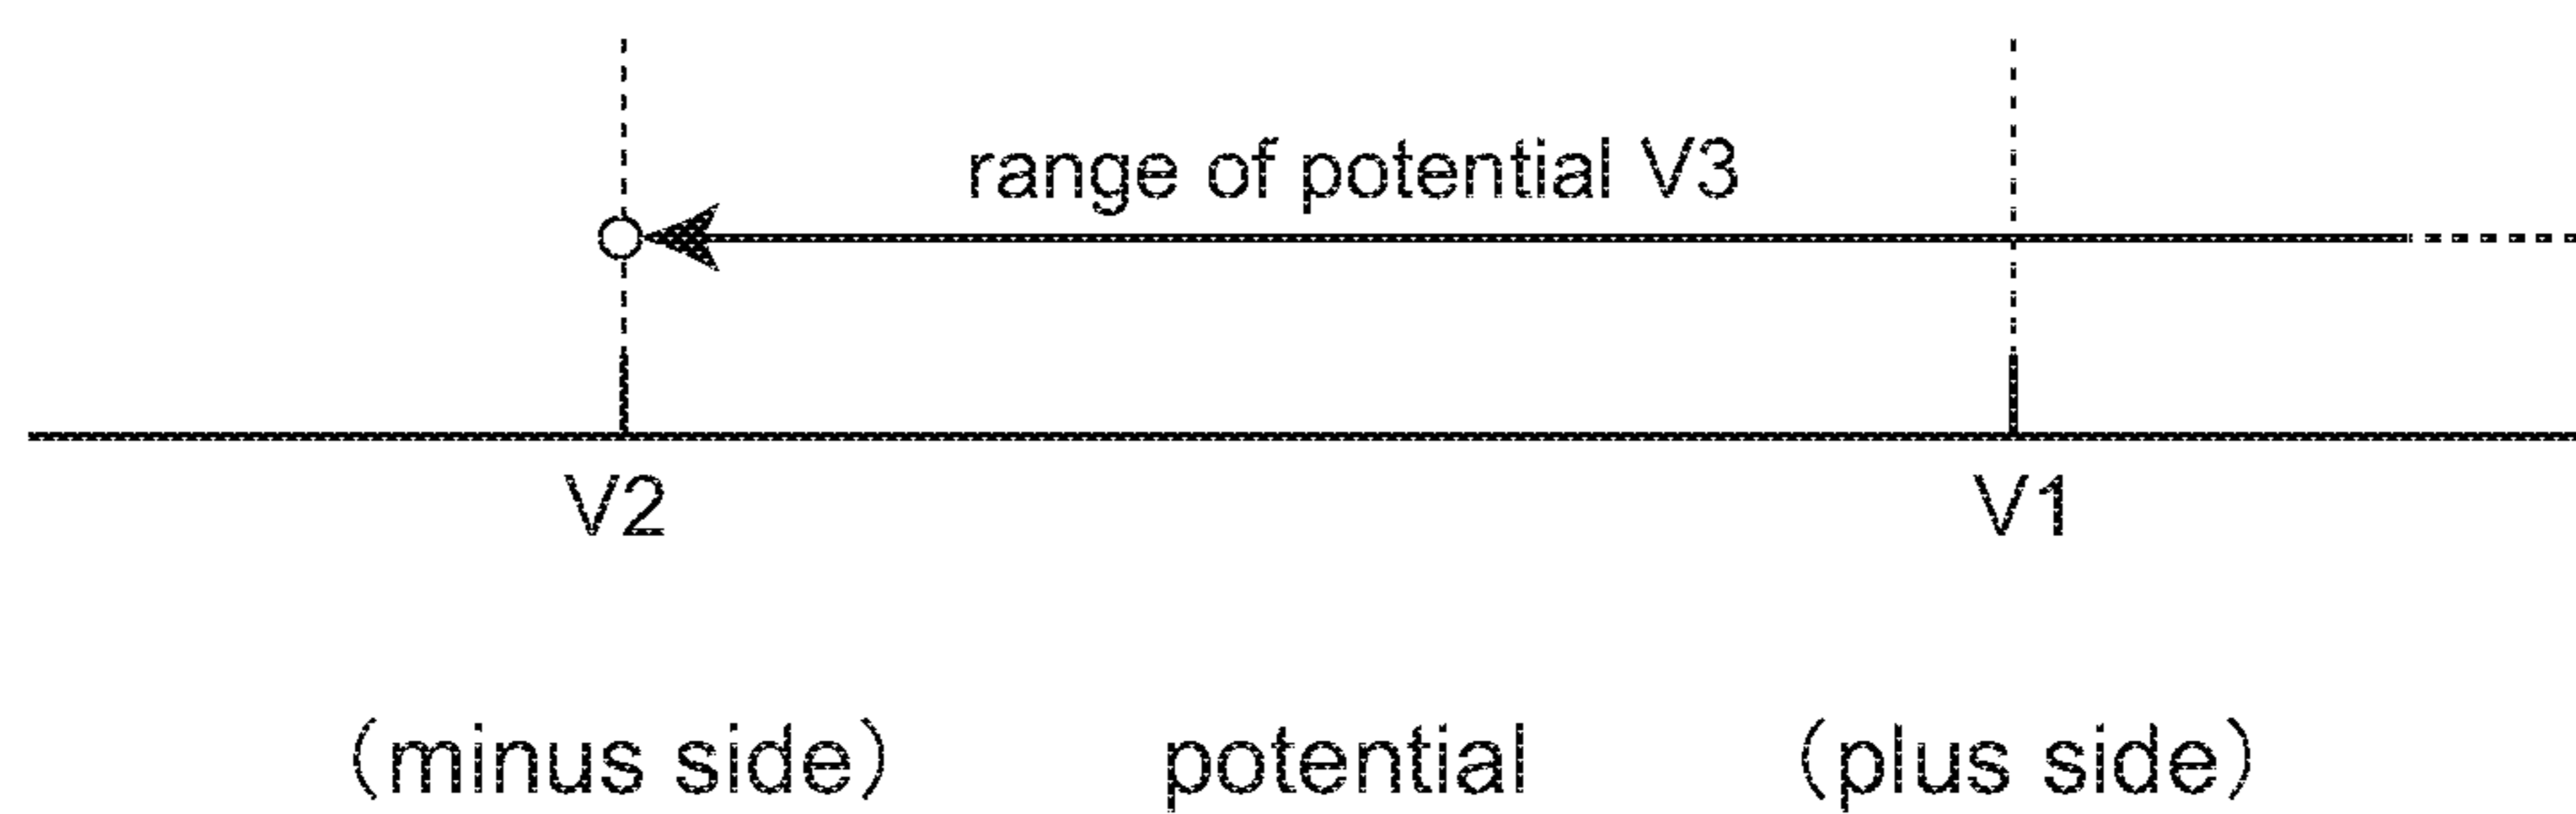 range of potential V3
V2 V1
(minus side) potential (plus side)